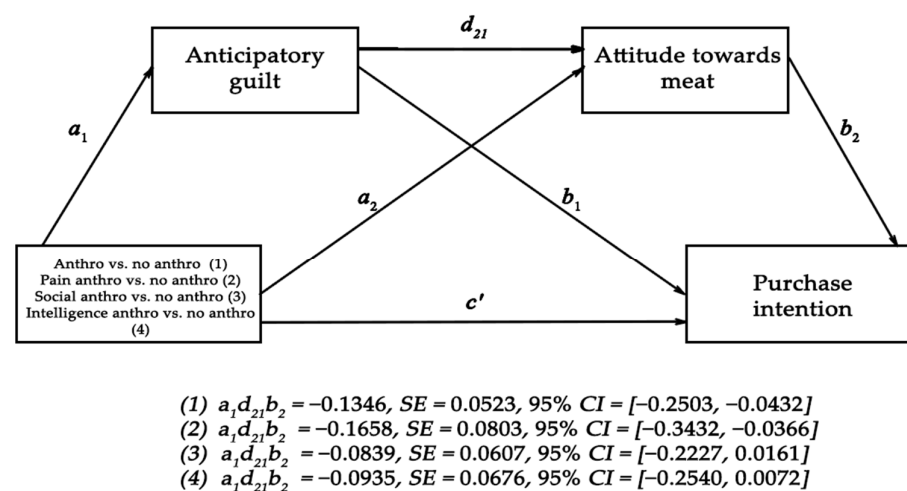 d21
Anticipatory
guilt
Attitude towards
meat
a1
b2
a2
b1
Anthro vs. no anthro (1)
Pain anthro vs. no anthro (2)
Social anthro vs. no anthro (3)
Intelligence anthro vs. no anthro
(4)
Purchase
intention
c'
(1) a1d21b2 = −0.1346, SE = 0.0523, 95% CI = [−0.2503, −0.0432]
(2) a1d21b2 = −0.1658, SE = 0.0803, 95% CI = [−0.3432, −0.0366]
(3) a1d21b2 = −0.0839, SE = 0.0607, 95% CI = [−0.2227, 0.0161]
(4) a1d21b2 = −0.0935, SE = 0.0676, 95% CI = [−0.2540, 0.0072]